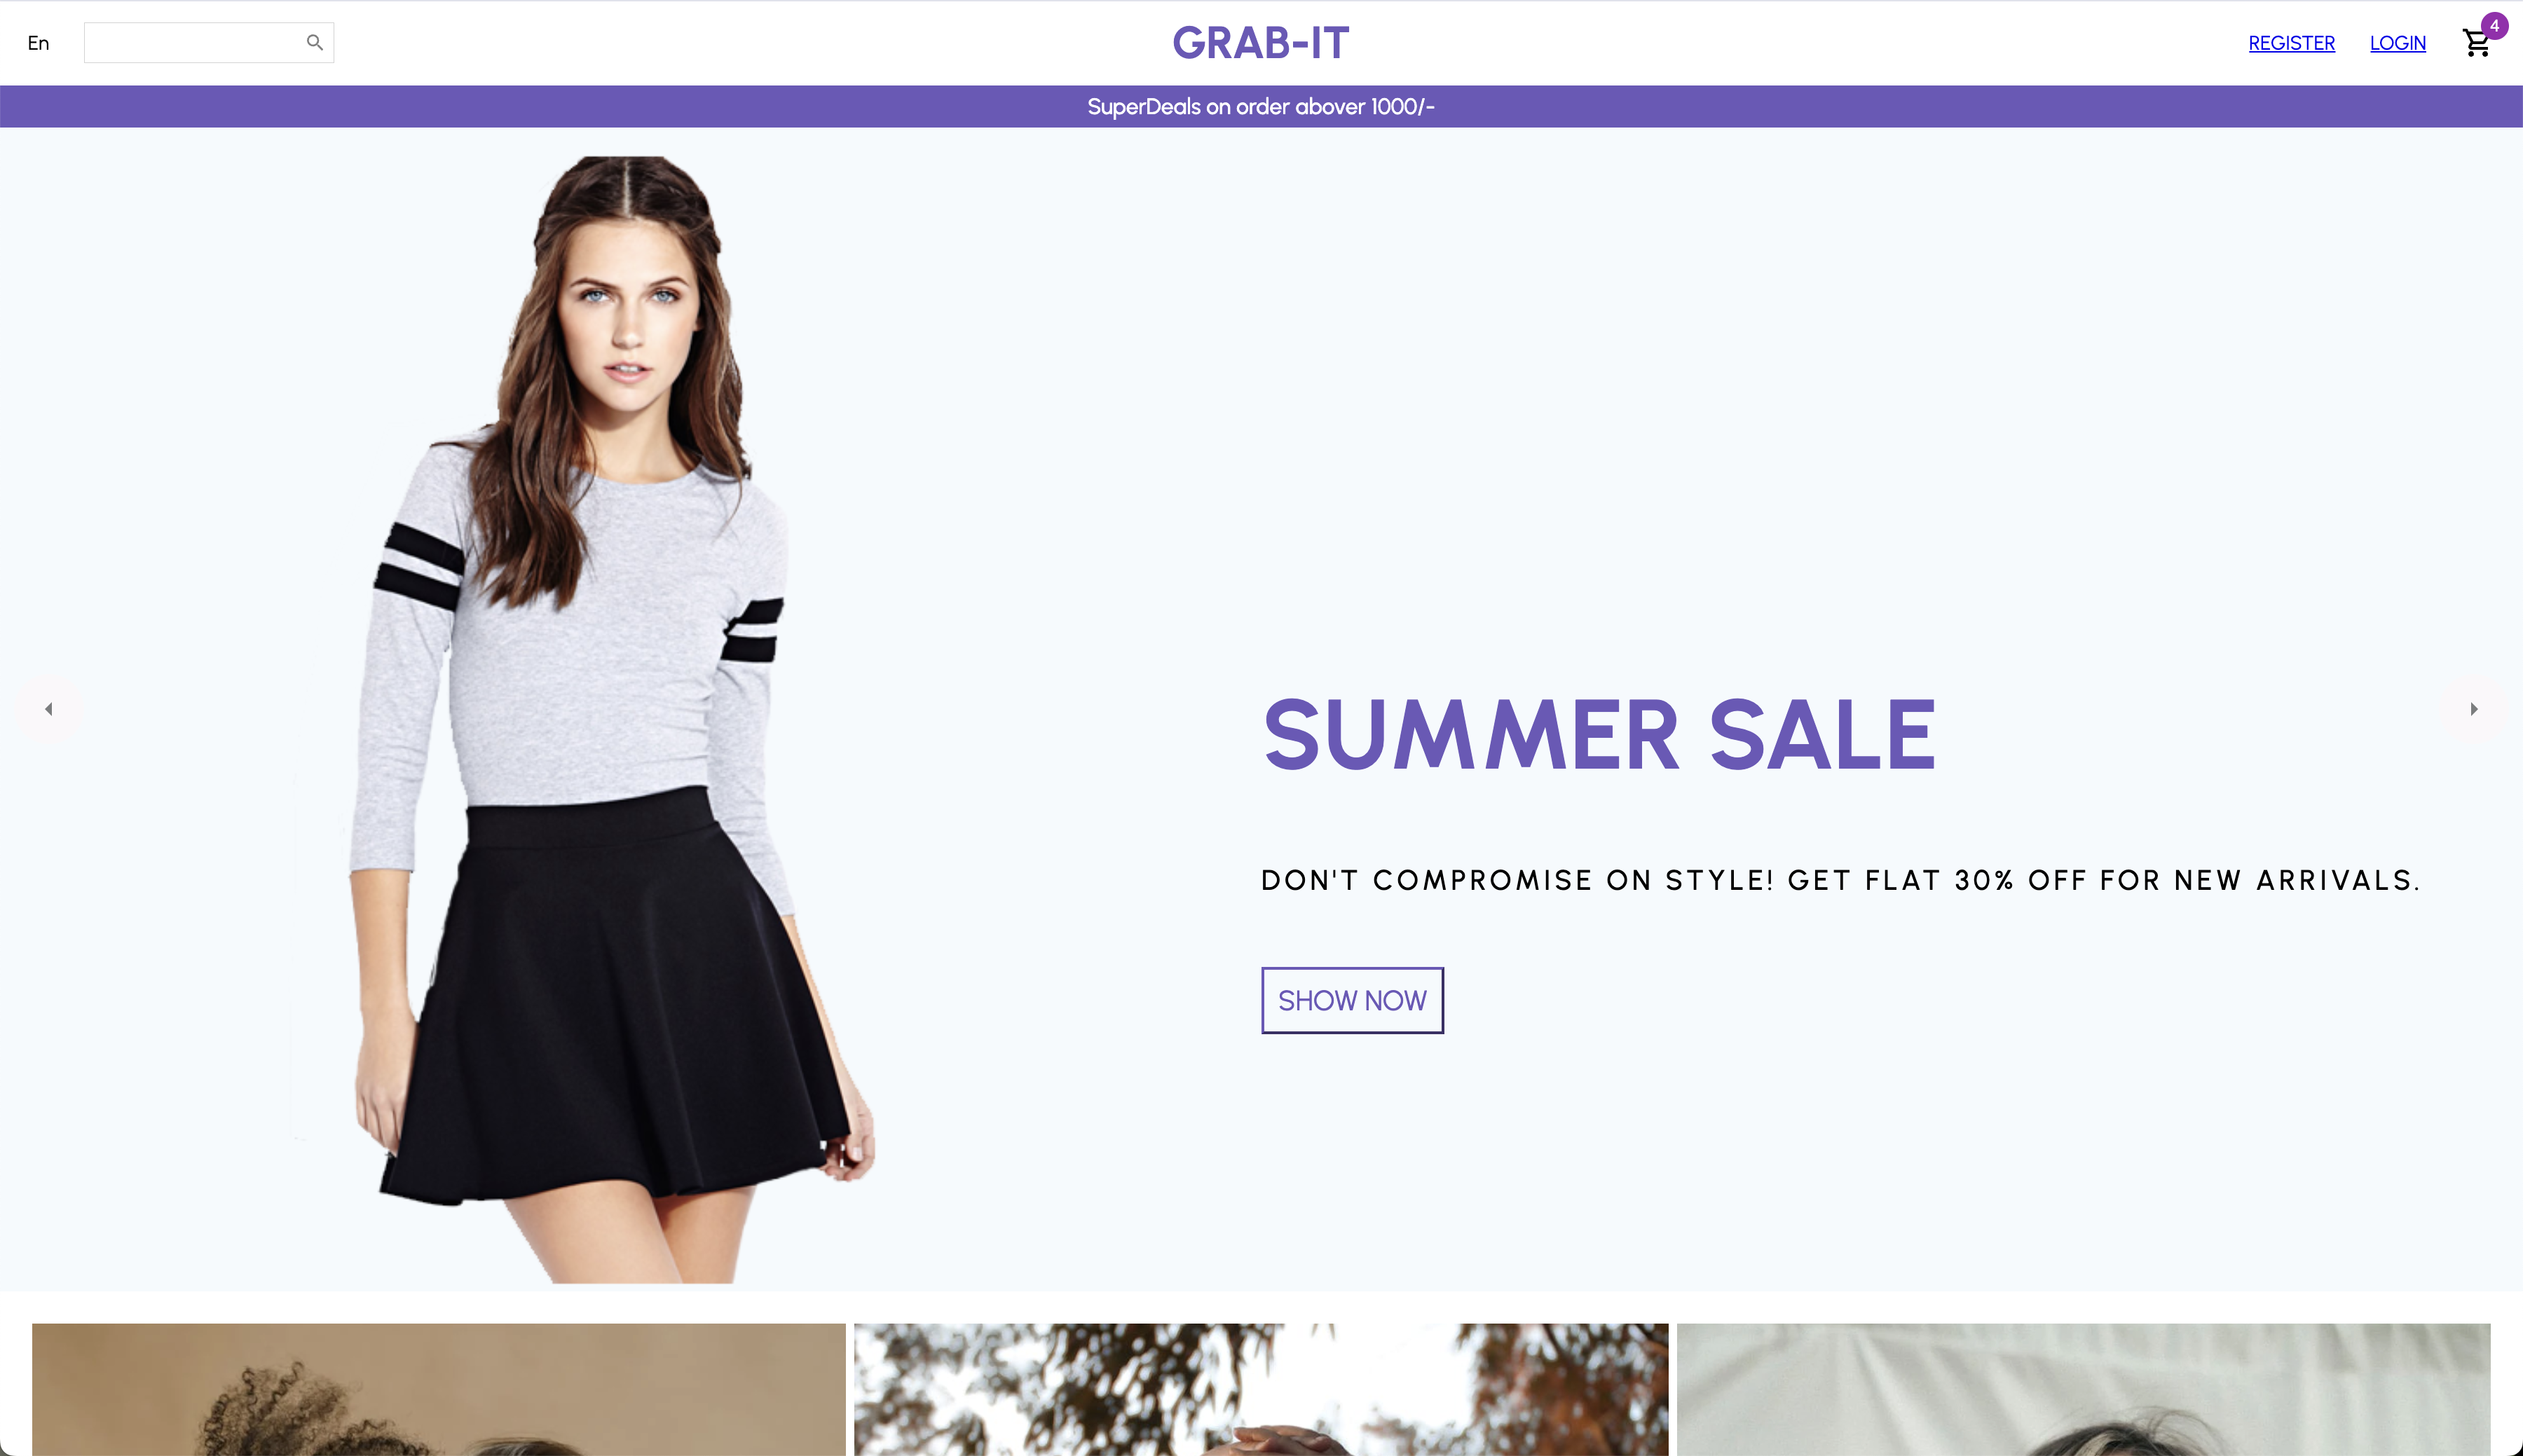 En
GRAB-IT
REGISTER
LOGIN
4
SuperDeals on order abover 1000/-
SUMMER SALE
DON'T COMPROMISE ON STYLE! GET FLAT 30% OFF FOR NEW ARRIVALS.
SHOW NOW